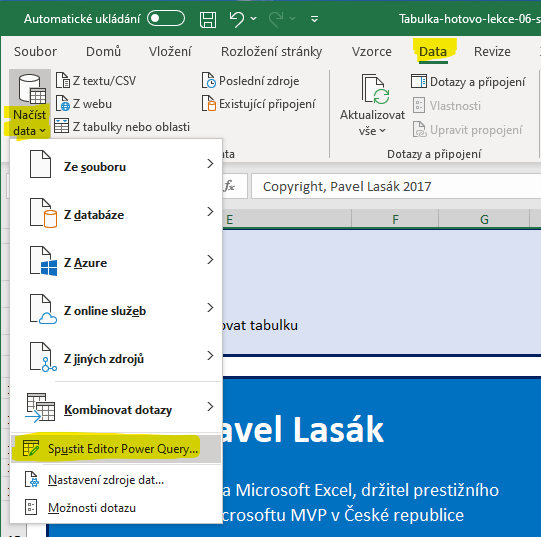 Automatické ukládání
Tabulka-hotovo-lekce-06-s
Soubor Domů Vložení Rozložení stránky Vzorce Data Revize
Načíst data
Z textu/CSV
Z webu
Z tabulky nebo oblasti
Poslední zdroje
Existující připojení
Aktualizovat vše
Dotazy a připojení
Vlastnosti
Upravit propojení
ta
Dotazy a připojení
fx Copyright, Pavel Lasák 2017
E F G
Ze souboru
Z databáze
Z Azure
Z online služeb
Z jiných zdrojů
Kombinovat dotazy
Spustit Editor Power Query...
Nastavení zdroje dat...
Možnosti dotazu
ovat tabulku
avel Lasák
a Microsoft Excel, držitel prestižního
crosoftu MVP v České republice